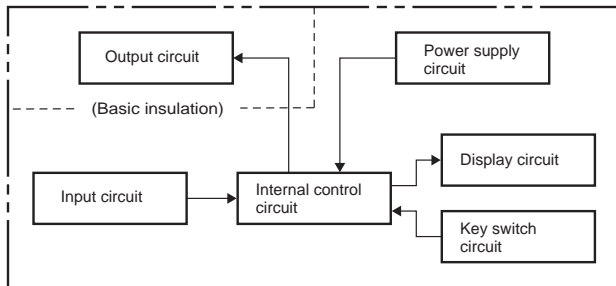 Output circuit
Power supply
circuit
(Basic insulation)
Display circuit
Input circuit
Internal control
circuit
Key switch
circuit